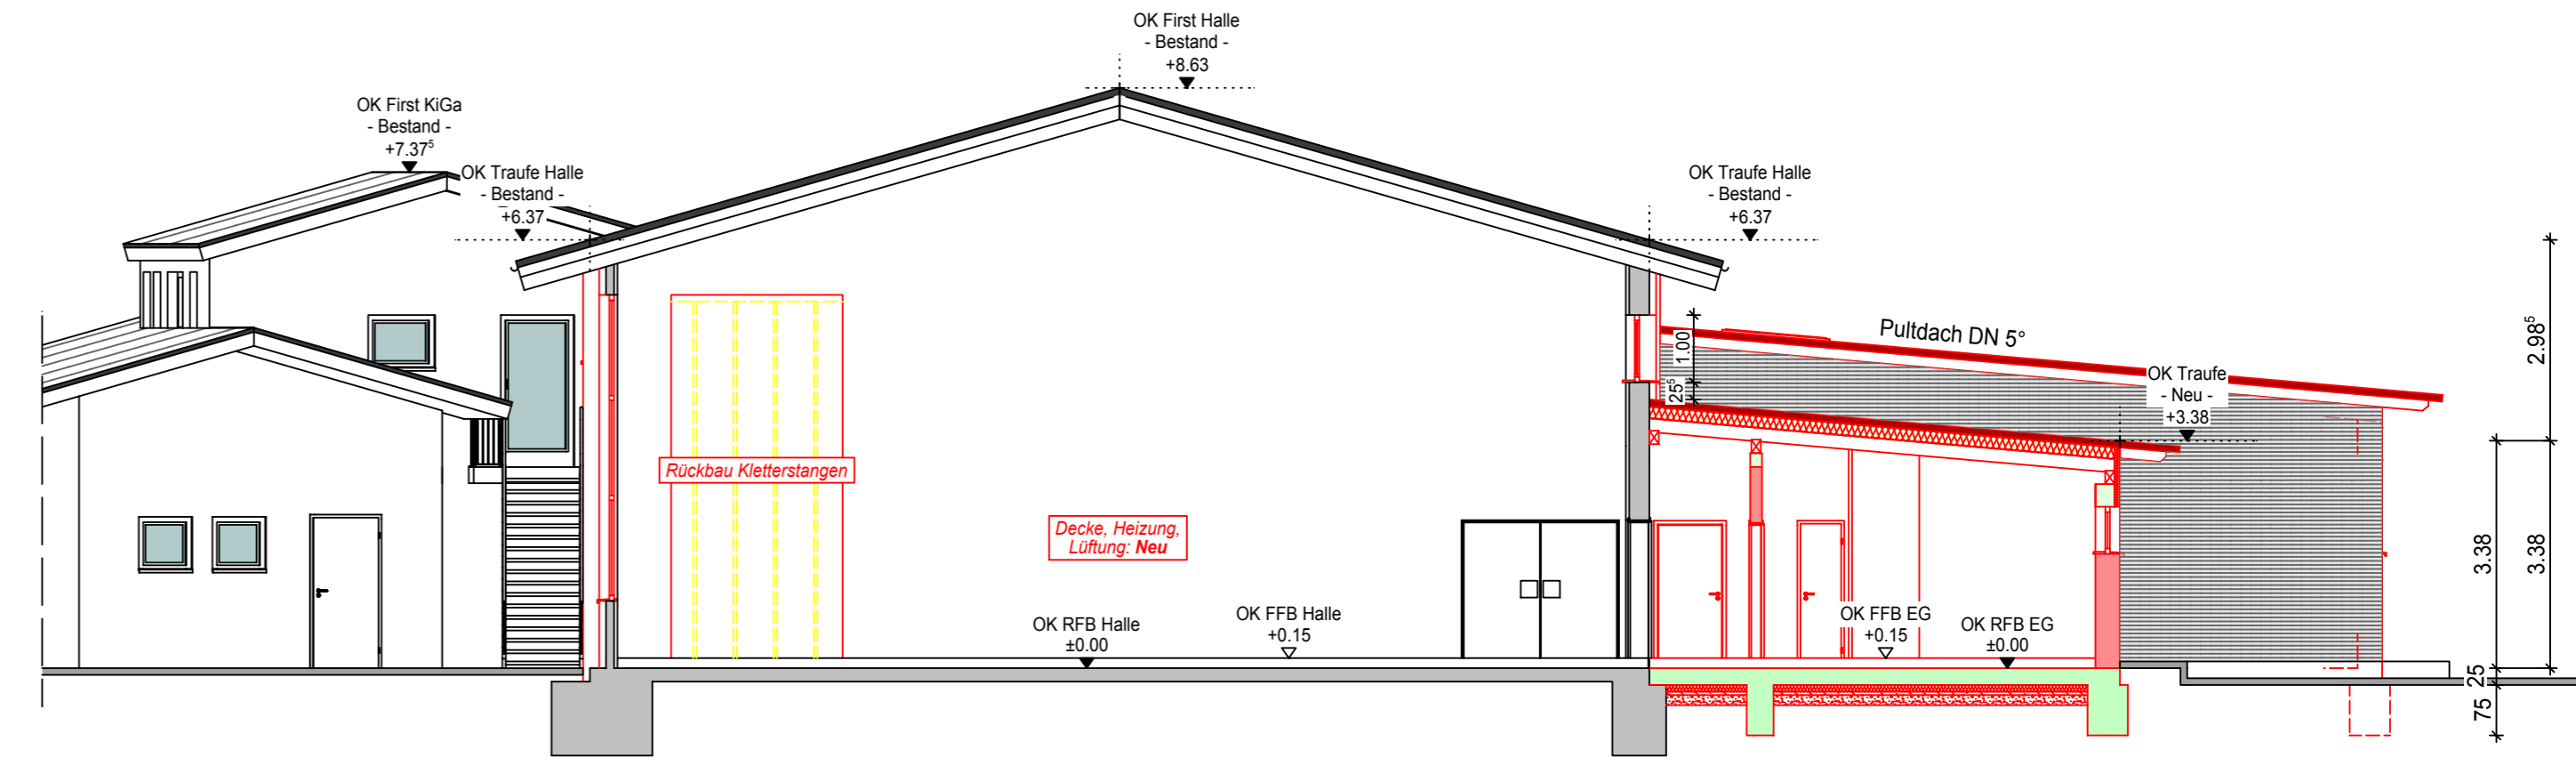 OK First Halle
- Bestand -
+8.63
OK First KiGa
- Bestand -
+7.37⁵
OK Traufe Halle
- Bestand -
+6.37
OK Traufe Halle
- Bestand -
+6.37
Pultdach DN 5°
2.98⁵
1.00
25⁵
OK Traufe
- Neu -
+3.38
Rückbau Kletterstangen
Decke, Heizung,
Lüftung: Neu
3.38
3.38
OK RFB Halle
±0.00
OK FFB Halle
+0.15
OK FFB EG
+0.15
OK RFB EG
±0.00
25
75